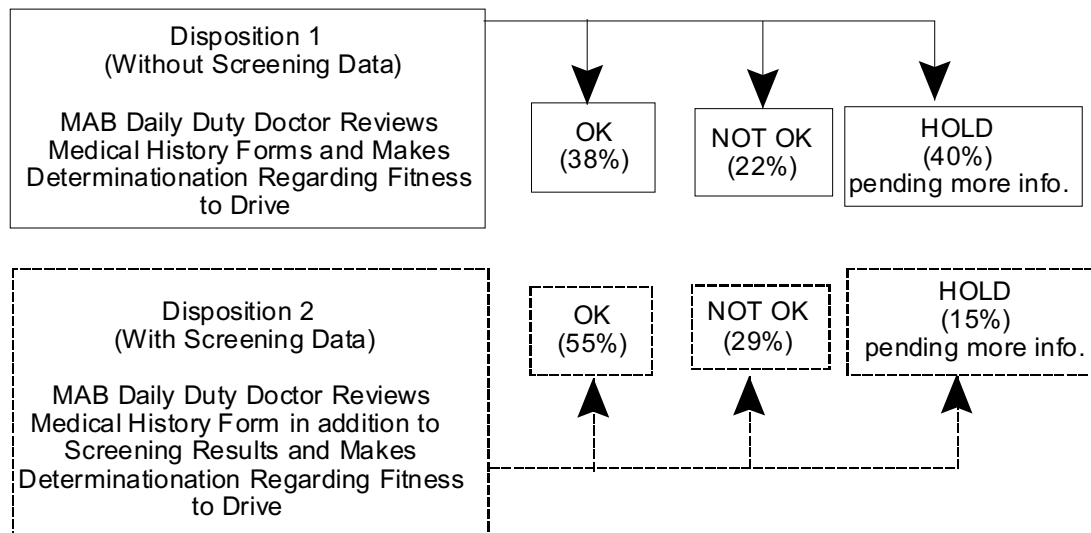 Disposition 1
(Without Screening Data)
MAB Daily Duty Doctor Reviews
Medical History Forms and Makes
Determinationation Regarding Fitness
to Drive
OK
(38%)
NOT OK
(22%)
HOLD
(40%)
pending more info.
Disposition 2
(With Screening Data)
MAB Daily Duty Doctor Reviews
Medical History Form in addition to
Screening Results and Makes
Determinationation Regarding Fitness
to Drive
OK
(55%)
NOT OK
(29%)
HOLD
(15%)
pending more info.